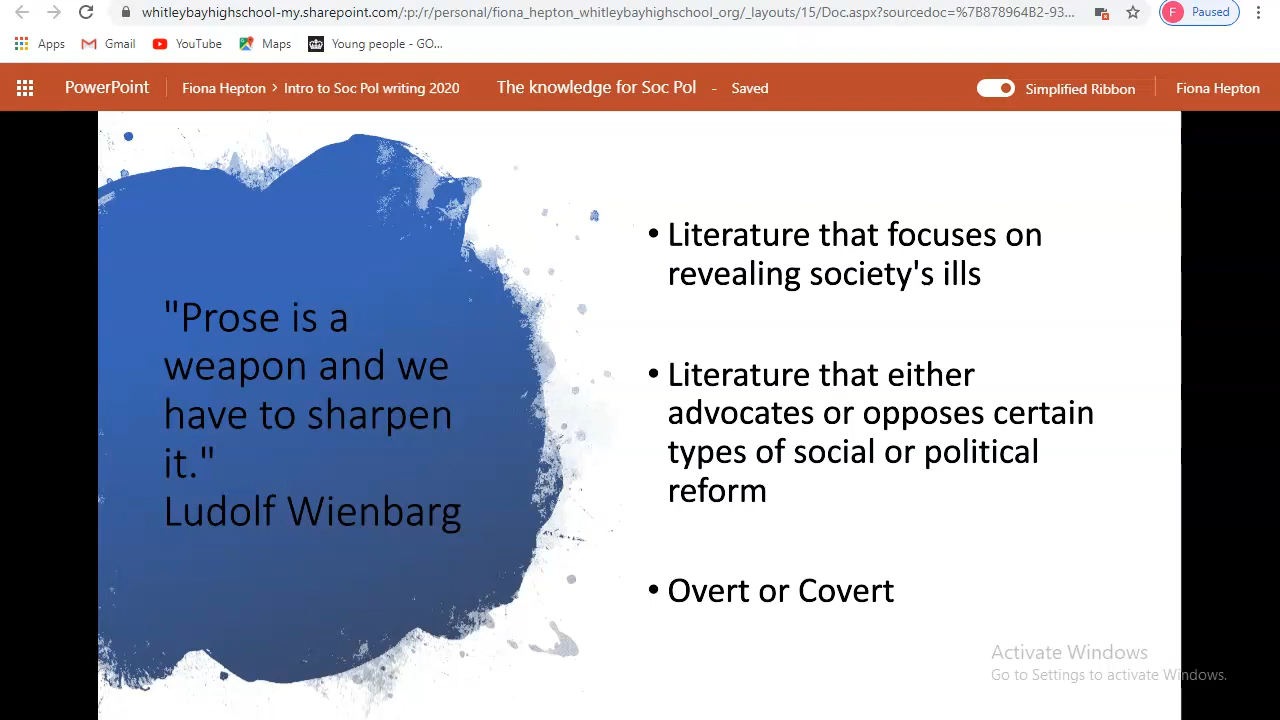 whitleybayhighschool-my.sharepoint.com/:p:/r/personal/fiona_hepton_whitleybayhighschool_org/_layouts/15/Doc.aspx?sourcedoc=%7B878964B2-93...
F Paused
Apps Gmail YouTube Maps Young people - GO...
PowerPoint Fiona Hepton > Intro to Soc Pol writing 2020 The knowledge for Soc Pol - Saved Simplified Ribbon Fiona Hepton
"Prose is a
weapon and we
have to sharpen
it."
Ludolf Wienbarg
• Literature that focuses on
revealing society's ills
• Literature that either
advocates or opposes certain
types of social or political
reform
• Overt or Covert
Activate Windows
Go to Settings to activate Windows.